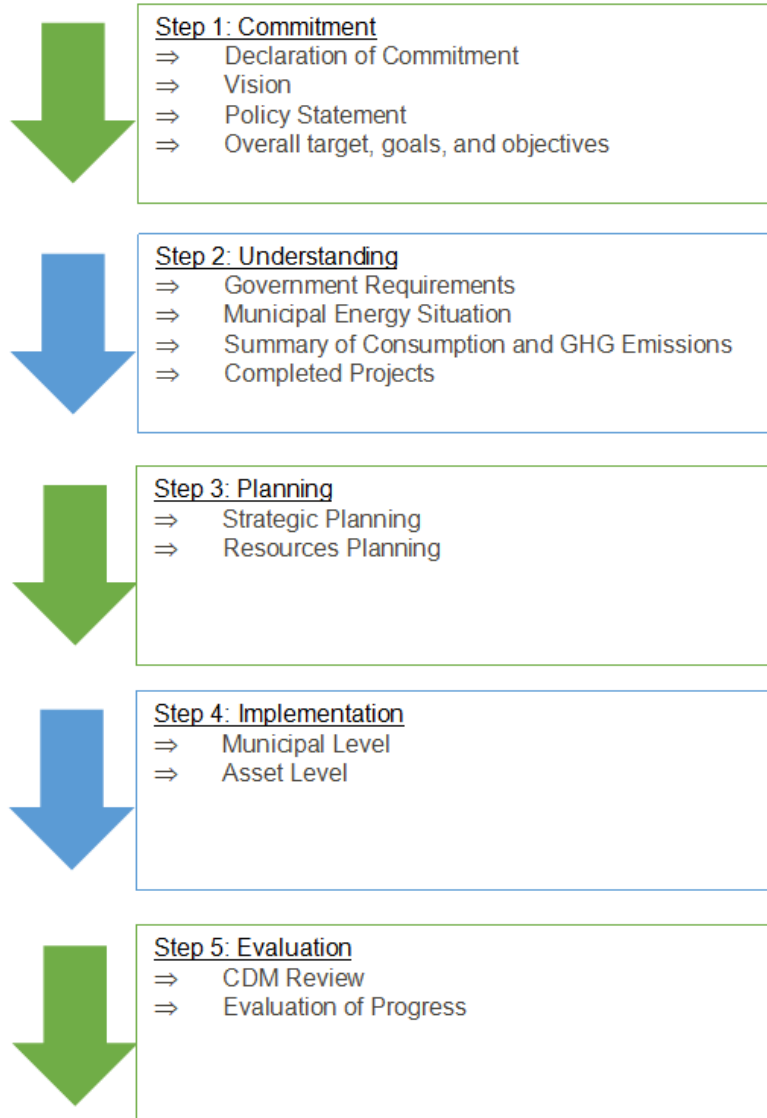 Step 1: Commitment
⇒ Declaration of Commitment
⇒ Vision
⇒ Policy Statement
⇒ Overall target, goals, and objectives
Step 2: Understanding
⇒ Government Requirements
⇒ Municipal Energy Situation
⇒ Summary of Consumption and GHG Emissions
⇒ Completed Projects
Step 3: Planning
⇒ Strategic Planning
⇒ Resources Planning
Step 4: Implementation
⇒ Municipal Level
⇒ Asset Level
Step 5: Evaluation
⇒ CDM Review
⇒ Evaluation of Progress